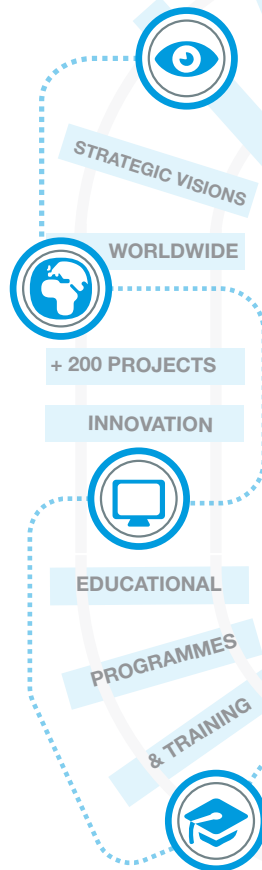 STRATEGIC VISIONS
WORLDWIDE
+ 200 PROJECTS
INNOVATION
EDUCATIONAL
PROGRAMMES
& TRAINING